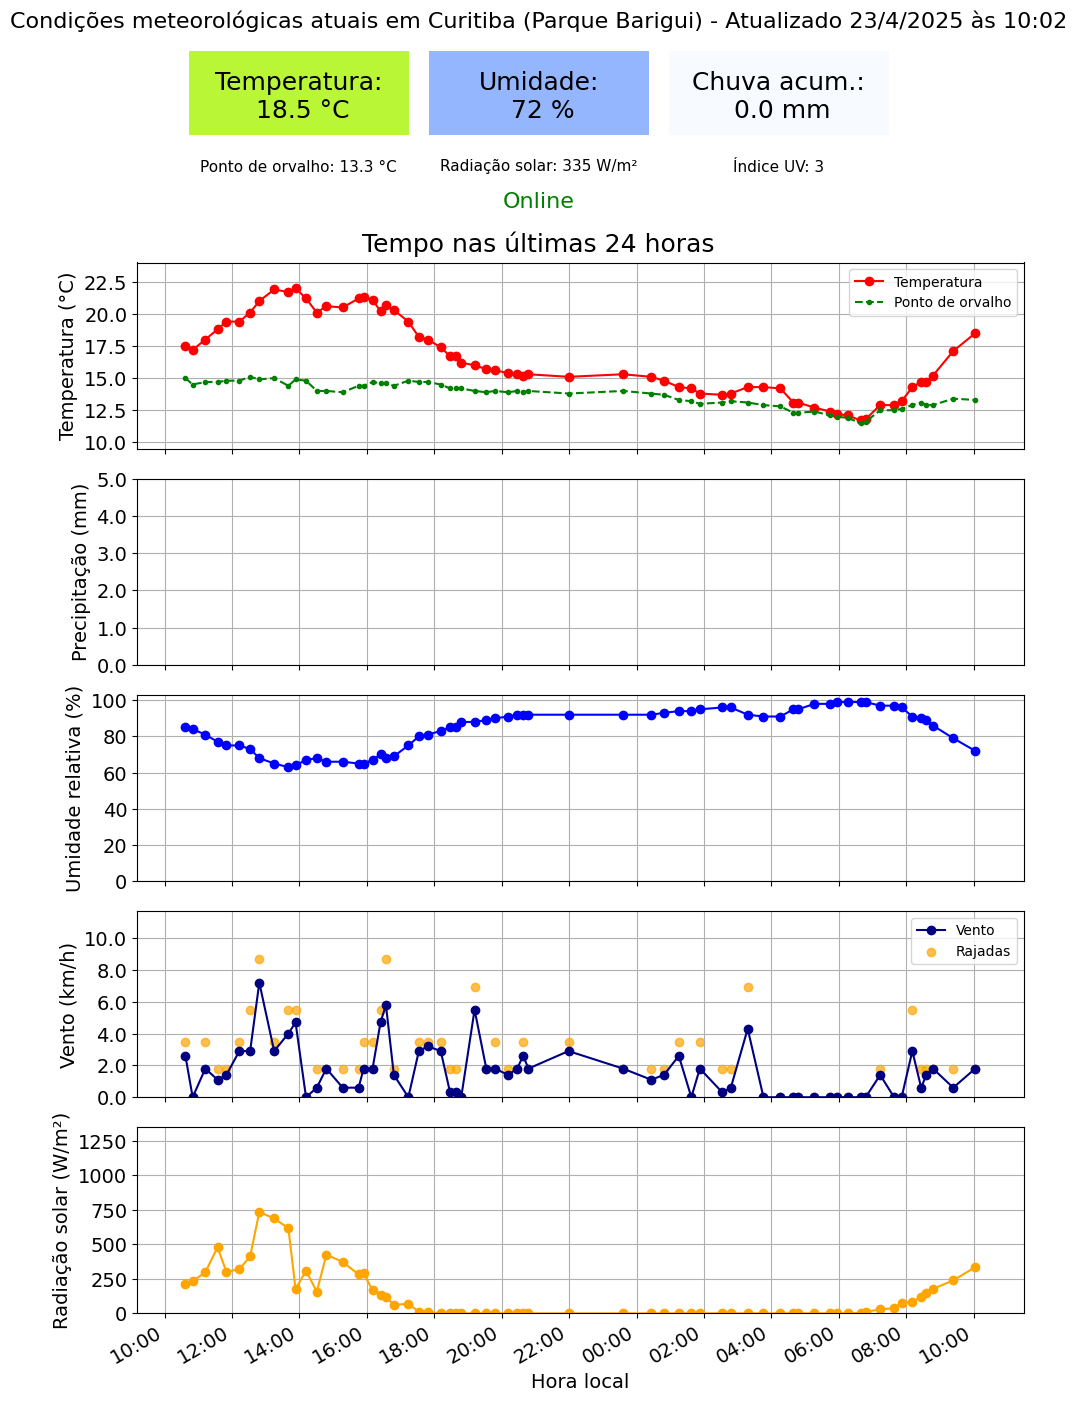 Condições meteorológicas atuais em Curitiba (Parque Barigui) - Atualizado 23/4/2025 às 10:02
Temperatura:
18.5 °C
Umidade:
72 %
Chuva acum.:
0.0 mm
Ponto de orvalho: 13.3 °C
Radiação solar: 335 W/m²
Índice UV: 3
Online
Tempo nas últimas 24 horas
Temperatura (°C)
22.5
20.0
17.5
15.0
12.5
10.0
Temperatura
Ponto de orvalho
Precipitação (mm)
5.0
4.0
3.0
2.0
1.0
0.0
Umidade relativa (%)
100
80
60
40
20
0
Vento (km/h)
10.0
8.0
6.0
4.0
2.0
0.0
Vento
Rajadas
Radiação solar (W/m²)
1250
1000
750
500
250
0
10:00
12:00
14:00
16:00
18:00
20:00
22:00
00:00
02:00
04:00
06:00
08:00
10:00
Hora local